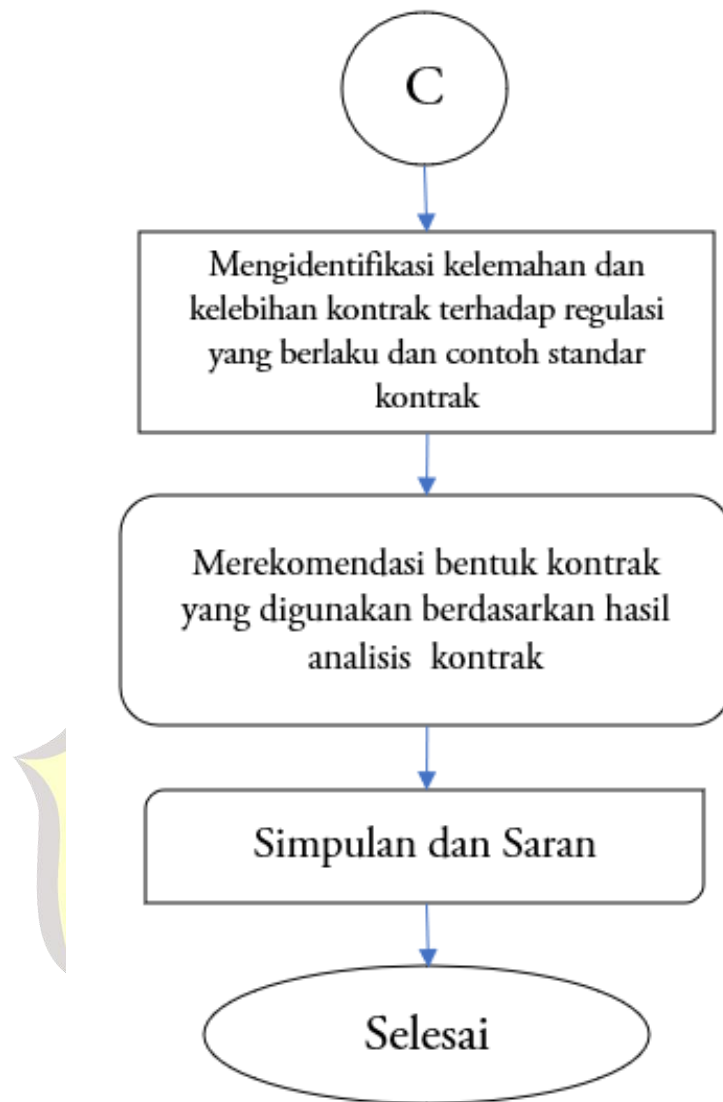 C
Mengidentifikasi kelemahan dan
kelebihan kontrak terhadap regulasi
yang berlaku dan contoh standar
kontrak
Merekomendasi bentuk kontrak
yang digunakan berdasarkan hasil
analisis kontrak
Simpulan dan Saran
Selesai